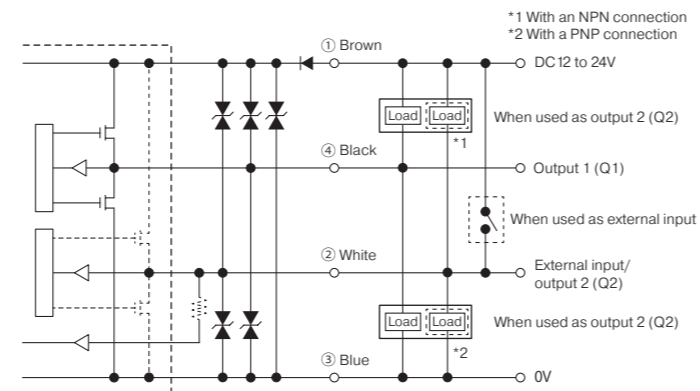 *1 With an NPN connection
*2 With a PNP connection
① Brown
DC12 to 24V
Load
Load
When used as output 2 (Q2)
*1
④ Black
Output 1 (Q1)
When used as external input
② White
External input/
output 2 (Q2)
Load
Load
When used as output 2 (Q2)
*2
③ Blue
0V